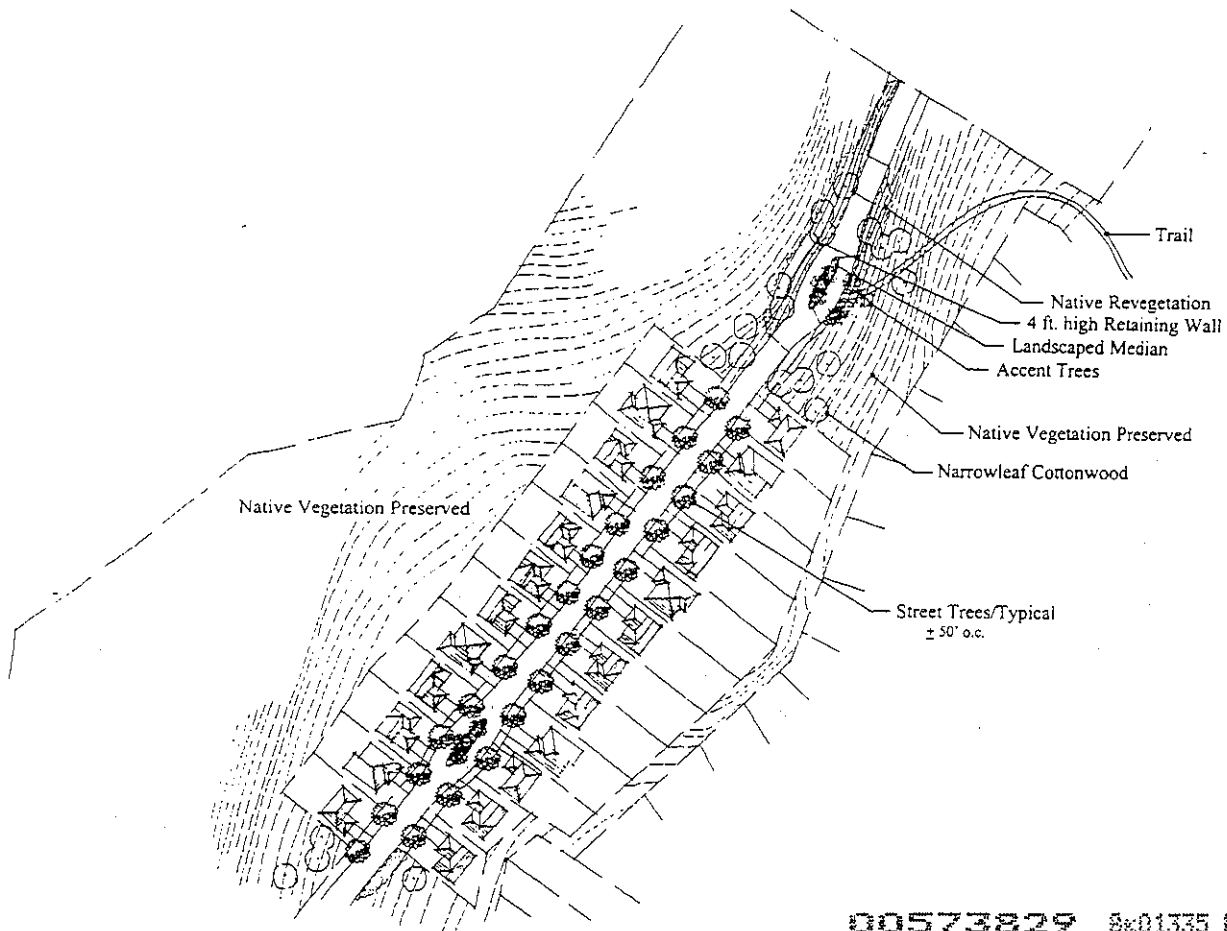 Trail
Native Revegetation
4 ft. high Retaining Wall
Landscaped Median
Accent Trees
Native Vegetation Preserved
Narrowleaf Cottonwood
Native Vegetation Preserved
Street Trees/Typical
± 50' o.c.
00573829 Bk01335